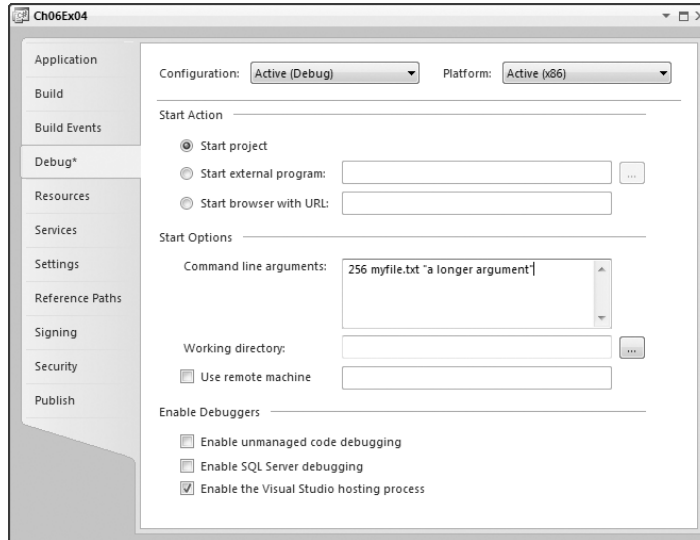 Ch06Ex04
Application
Build
Build Events
Debug*
Resources
Services
Settings
Reference Paths
Signing
Security
Publish
Configuration: Active (Debug) Platform: Active (x86)
Start Action
Start project
Start external program: ...
Start browser with URL:
Start Options
Command line arguments: 256 myfile.txt "a longer argument"
Working directory: ...
Use remote machine
Enable Debuggers
Enable unmanaged code debugging
Enable SQL Server debugging
Enable the Visual Studio hosting process